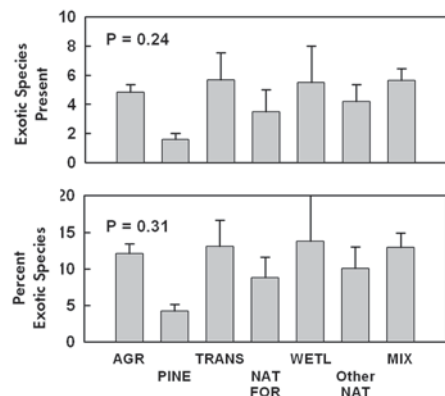 Exotic Species
Present
10
8
6
4
2
0
P = 0.24
Percent
Exotic Species
20
15
10
5
0
P = 0.31
AGR
PINE
TRANS
NAT
FOR
WETL
Other
NAT
MIX